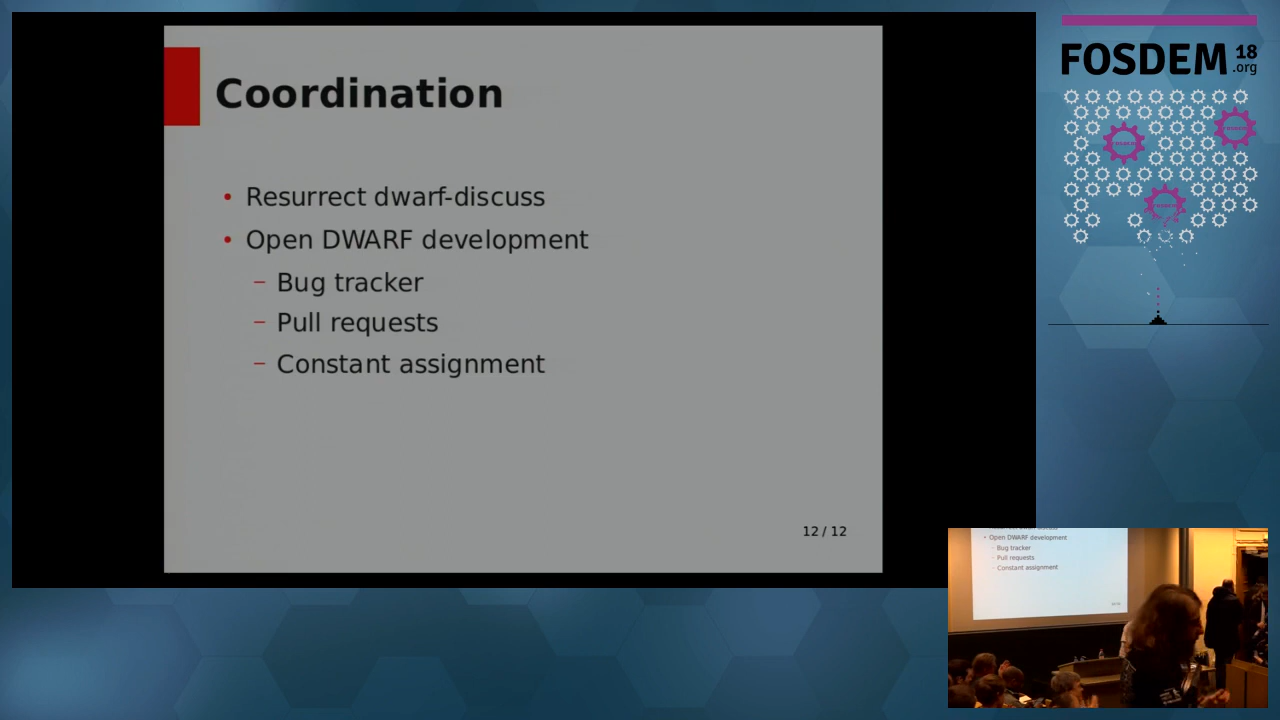 Coordination
• Resurrect dwarf-discuss
• Open DWARF development
– Bug tracker
– Pull requests
– Constant assignment
12 / 12
FOSDEM 18
.org
• Open DWARF development
– Bug tracker
– Pull requests
– Constant assignment